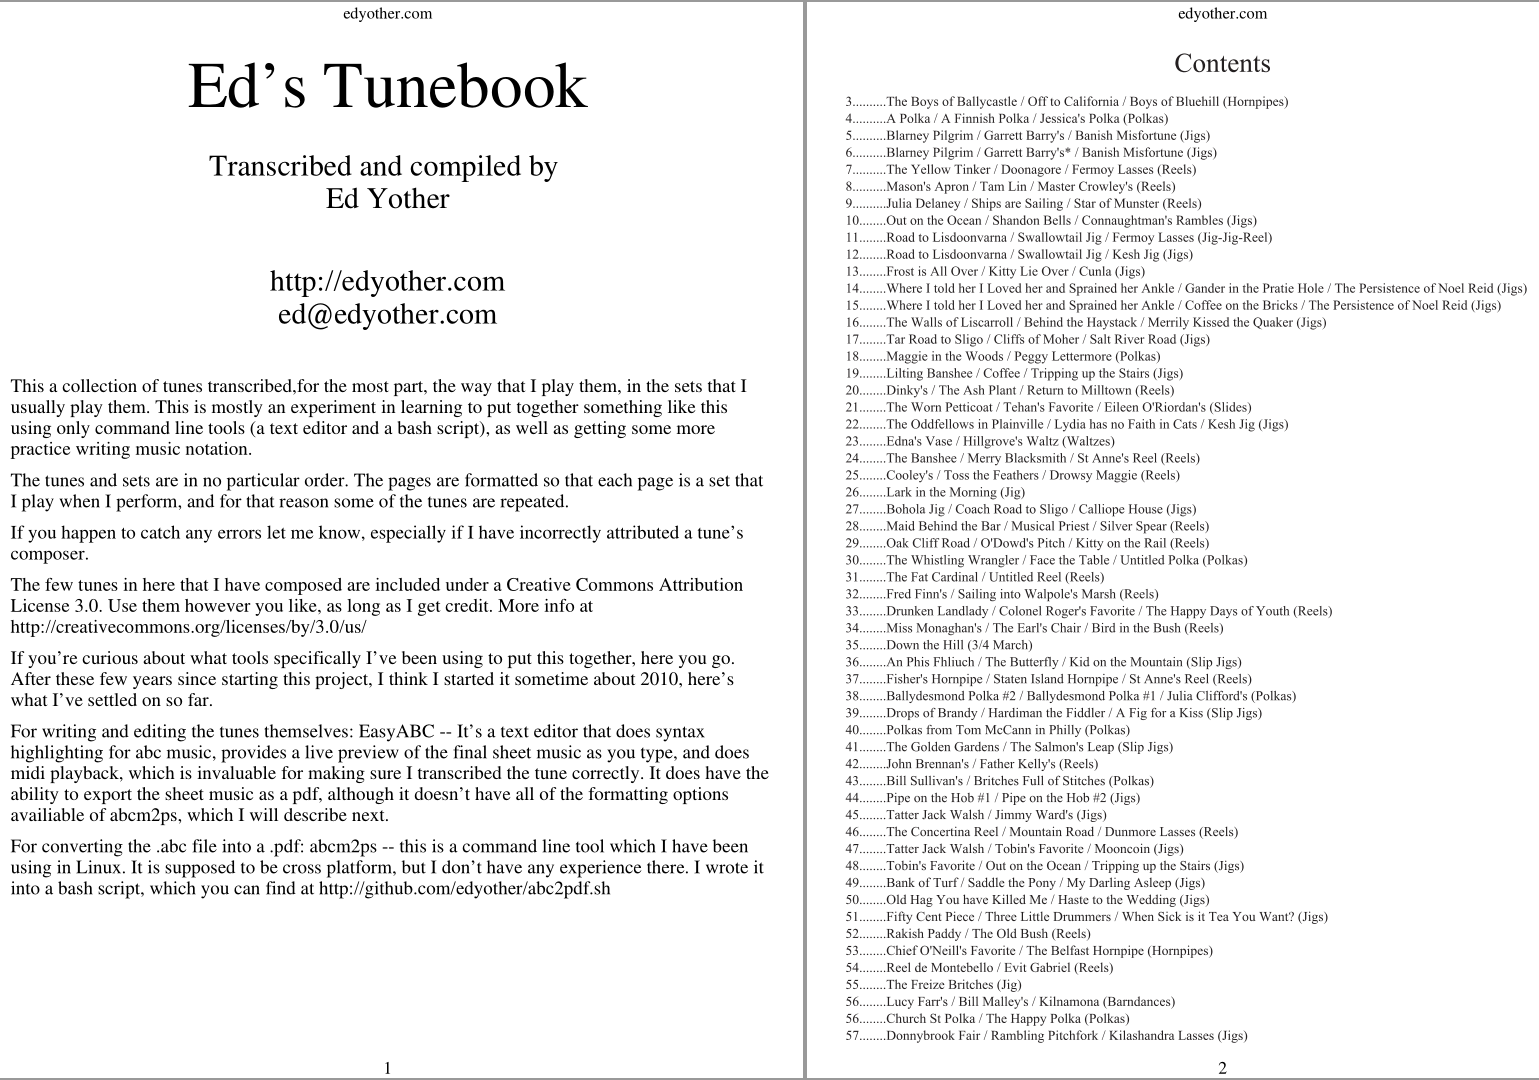 edyother.com
Ed’s Tunebook
Transcribed and compiled by
Ed Yother
http://edyother.com
ed@edyother.com
This a collection of tunes transcribed,for the most part, the way that I play them, in the sets that I
usually play them. This is mostly an experiment in learning to put together something like this
using only command line tools (a text editor and a bash script), as well as getting some more
practice writing music notation.
The tunes and sets are in no particular order. The pages are formatted so that each page is a set that
I play when I perform, and for that reason some of the tunes are repeated.
If you happen to catch any errors let me know, especially if I have incorrectly attributed a tune’s
composer.
The few tunes in here that I have composed are included under a Creative Commons Attribution
License 3.0. Use them however you like, as long as I get credit. More info at
http://creativecommons.org/licenses/by/3.0/us/
If you’re curious about what tools specifically I’ve been using to put this together, here you go.
After these few years since starting this project, I think I started it sometime about 2010, here’s
what I’ve settled on so far.
For writing and editing the tunes themselves: EasyABC -- It’s a text editor that does syntax
highlighting for abc music, provides a live preview of the final sheet music as you type, and does
midi playback, which is invaluable for making sure I transcribed the tune correctly. It does have the
ability to export the sheet music as a pdf, although it doesn’t have all of the formatting options
availiable of abcm2ps, which I will describe next.
For converting the .abc file into a .pdf: abcm2ps -- this is a command line tool which I have been
using in Linux. It is supposed to be cross platform, but I don’t have any experience there. I wrote it
into a bash script, which you can find at http://github.com/edyother/abc2pdf.sh
1
edyother.com
Contents
3.........The Boys of Ballycastle / Off to California / Boys of Bluehill (Hornpipes)
4.........A Polka / A Finnish Polka / Jessica's Polka (Polkas)
5.........Blarney Pilgrim / Garrett Barry's / Banish Misfortune (Jigs)
6.........Blarney Pilgrim / Garrett Barry's* / Banish Misfortune (Jigs)
7.........The Yellow Tinker / Doonagore / Fermoy Lasses (Reels)
8.........Mason's Apron / Tam Lin / Master Crowley's (Reels)
9.........Julia Delaney / Ships are Sailing / Star of Munster (Reels)
10........Out on the Ocean / Shandon Bells / Connaughtman's Rambles (Jigs)
11........Road to Lisdoonvarna / Swallowtail Jig / Fermoy Lasses (Jig-Jig-Reel)
12........Road to Lisdoonvarna / Swallowtail Jig / Kesh Jig (Jigs)
13........Frost is All Over / Kitty Lie Over / Cunla (Jigs)
14........Where I told her I Loved her and Sprained her Ankle / Gander in the Pratie Hole / The Persistence of Noel Reid (Jigs)
15........Where I told her I Loved her and Sprained her Ankle / Coffee on the Bricks / The Persistence of Noel Reid (Jigs)
16........The Walls of Liscarroll / Behind the Haystack / Merrily Kissed the Quaker (Jigs)
17........Tar Road to Sligo / Cliffs of Moher / Salt River Road (Jigs)
18........Maggie in the Woods / Peggy Lettermore (Polkas)
19........Lilting Banshee / Coffee / Tripping up the Stairs (Jigs)
20........Dinky's / The Ash Plant / Return to Milltown (Reels)
21........The Worn Petticoat / Tehan's Favorite / Eileen O'Riordan's (Slides)
22........The Oddfellows in Plainville / Lydia has no Faith in Cats / Kesh Jig (Jigs)
23........Edna's Vase / Hillgrove's Waltz (Waltzes)
24........The Banshee / Merry Blacksmith / St Anne's Reel (Reels)
25........Cooley's / Toss the Feathers / Drowsy Maggie (Reels)
26........Lark in the Morning (Jig)
27........Bohola Jig / Coach Road to Sligo / Calliope House (Jigs)
28........Maid Behind the Bar / Musical Priest / Silver Spear (Reels)
29........Oak Cliff Road / O'Dowd's Pitch / Kitty on the Rail (Reels)
30........The Whistling Wrangler / Face the Table / Untitled Polka (Polkas)
31........The Fat Cardinal / Untitled Reel (Reels)
32........Fred Finn's / Sailing into Walpole's Marsh (Reels)
33........Drunken Landlady / Colonel Roger's Favorite / The Happy Days of Youth (Reels)
34........Miss Monaghan's / The Earl's Chair / Bird in the Bush (Reels)
35........Down the Hill (3/4 March)
36........An Phis Fhliuch / The Butterfly / Kid on the Mountain (Slip Jigs)
37........Fisher's Hornpipe / Staten Island Hornpipe / St Anne's Reel (Reels)
38........Ballydesmond Polka #2 / Ballydesmond Polka #1 / Julia Clifford's (Polkas)
39........Drops of Brandy / Hardiman the Fiddler / A Fig for a Kiss (Slip Jigs)
40........Polkas from Tom McCann in Philly (Polkas)
41........The Golden Gardens / The Salmon's Leap (Slip Jigs)
42........John Brennan's / Father Kelly's (Reels)
43........Bill Sullivan's / Britches Full of Stitches (Polkas)
44........Pipe on the Hob #1 / Pipe on the Hob #2 (Jigs)
45........Tatter Jack Walsh / Jimmy Ward's (Jigs)
46........The Concertina Reel / Mountain Road / Dunmore Lasses (Reels)
47........Tatter Jack Walsh / Tobin's Favorite / Mooncoin (Jigs)
48........Tobin's Favorite / Out on the Ocean / Tripping up the Stairs (Jigs)
49........Bank of Turf / Saddle the Pony / My Darling Asleep (Jigs)
50........Old Hag You have Killed Me / Haste to the Wedding (Jigs)
51........Fifty Cent Piece / Three Little Drummers / When Sick is it Tea You Want? (Jigs)
52........Rakish Paddy / The Old Bush (Reels)
53........Chief O'Neill's Favorite / The Belfast Hornpipe (Hornpipes)
54........Reel de Montebello / Evit Gabriel (Reels)
55........The Freize Britches (Jig)
56........Lucy Farr's / Bill Malley's / Kilnamona (Barndances)
56........Church St Polka / The Happy Polka (Polkas)
57........Donnybrook Fair / Rambling Pitchfork / Kilashandra Lasses (Jigs)
2